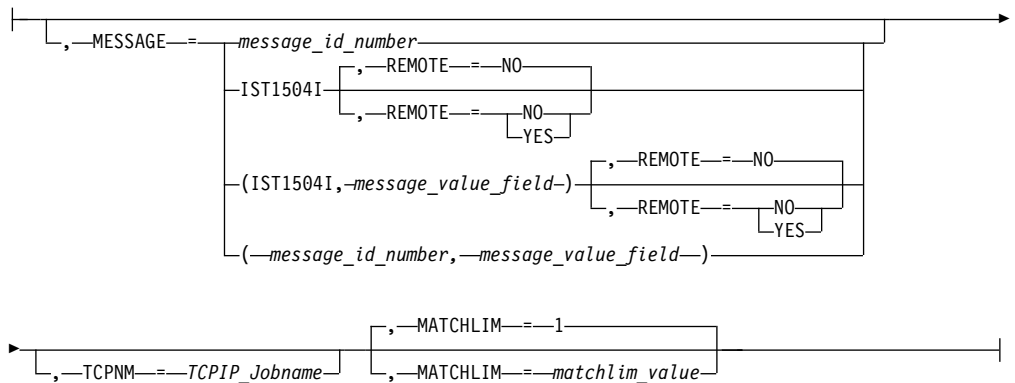 ,—MESSAGE—=—message_id_number
,—REMOTE—=—NO
IST1504I
,—REMOTE—=—NO
YES
,—REMOTE—=—NO
(IST1504I,—message_value_field—)
,—REMOTE—=—NO
YES
(—message_id_number,—message_value_field—)
,—MATCHLIM—=—1
,—TCPNM—=—TCPIP_Jobname
,—MATCHLIM—=—matchlim_value